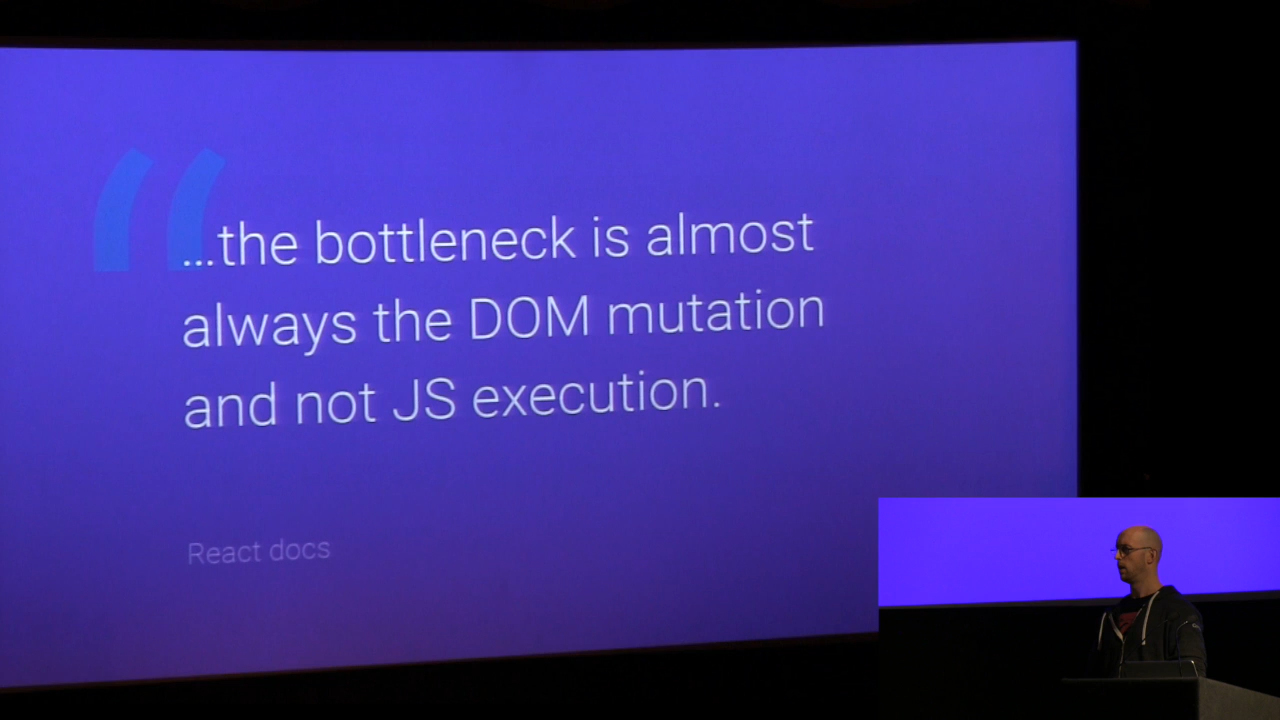 “
…the bottleneck is almost
always the DOM mutation
and not JS execution.
React docs